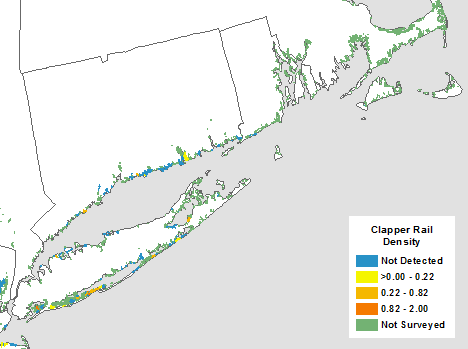 Clapper Rail
Density
Not Detected
>0.00 - 0.22
0.22 - 0.82
0.82 - 2.00
Not Surveyed